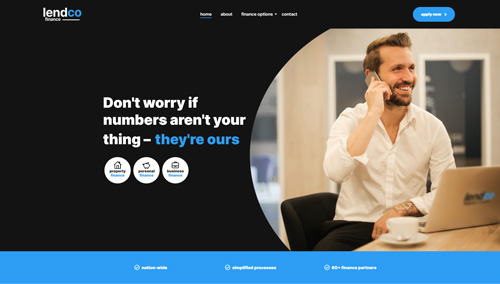 lendco
finance
home
about
finance options
contact
apply now
Don't worry if
numbers aren't your
thing – they're ours
property
finance
personal
finance
business
finance
lendco
nation-wide
simplified processes
60+ finance partners